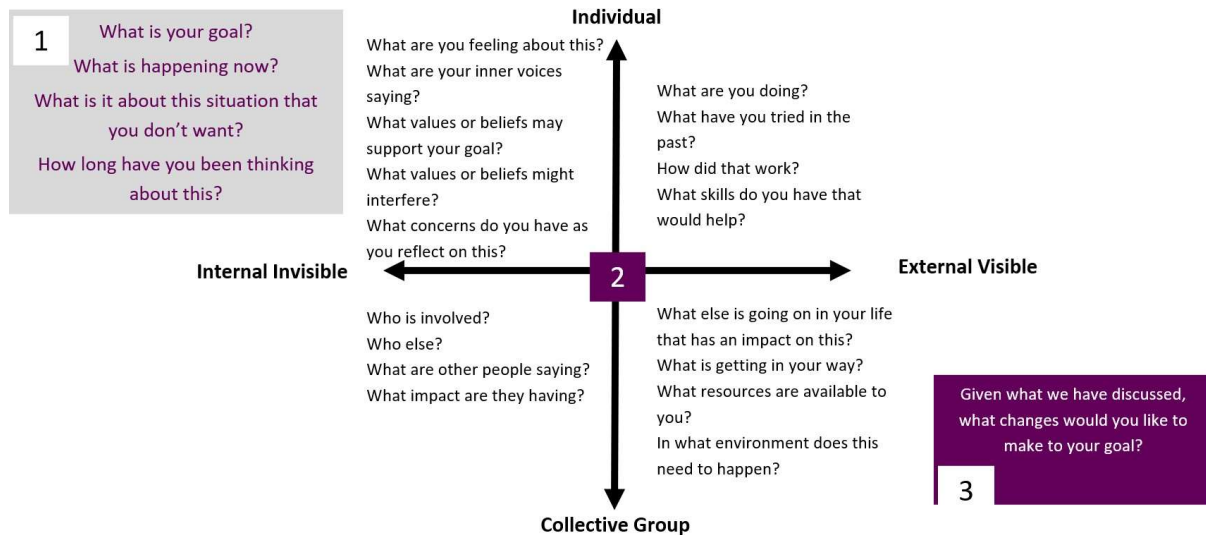 1
What is your goal?
What is happening now?
What is it about this situation that
you don’t want?
How long have you been thinking
about this?
Individual
What are you feeling about this?
What are your inner voices
saying?
What values or beliefs may
support your goal?
What values or beliefs might
interfere?
What concerns do you have as
you reflect on this?
What are you doing?
What have you tried in the
past?
How did that work?
What skills do you have that
would help?
Internal Invisible
2
External Visible
Who is involved?
Who else?
What are other people saying?
What impact are they having?
What else is going on in your life
that has an impact on this?
What is getting in your way?
What resources are available to
you?
In what environment does this
need to happen?
Collective Group
Given what we have discussed,
what changes would you like to
make to your goal?
3